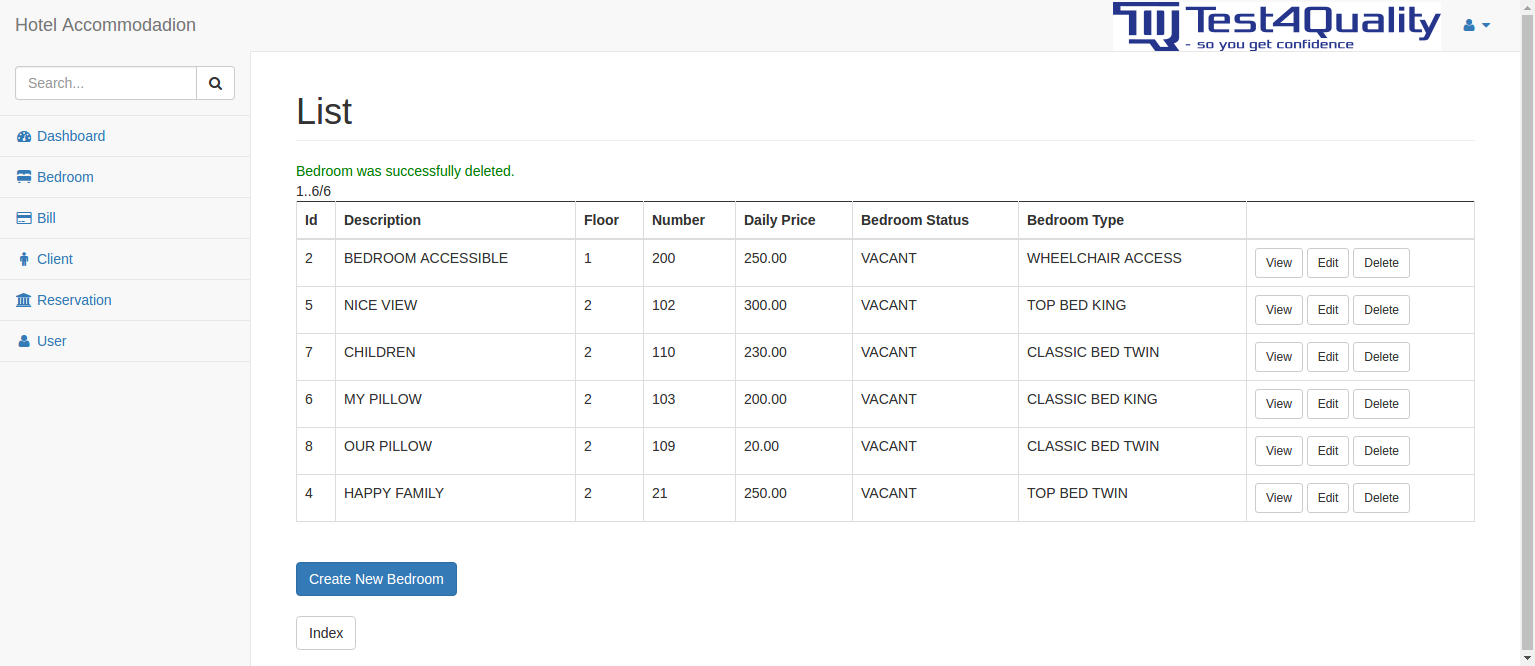 Hotel Accommodadion
Test4Quality
- so you get confidence
Search...
Dashboard
Bedroom
Bill
Client
Reservation
User
List
Bedroom was successfully deleted.
1..6/6
Id Description Floor Number Daily Price Bedroom Status Bedroom Type
2 BEDROOM ACCESSIBLE 1 200 250.00 VACANT WHEELCHAIR ACCESS View Edit Delete
5 NICE VIEW 2 102 300.00 VACANT TOP BED KING View Edit Delete
7 CHILDREN 2 110 230.00 VACANT CLASSIC BED TWIN View Edit Delete
6 MY PILLOW 2 103 200.00 VACANT CLASSIC BED KING View Edit Delete
8 OUR PILLOW 2 109 20.00 VACANT CLASSIC BED TWIN View Edit Delete
4 HAPPY FAMILY 2 21 250.00 VACANT TOP BED TWIN View Edit Delete
Create New Bedroom
Index